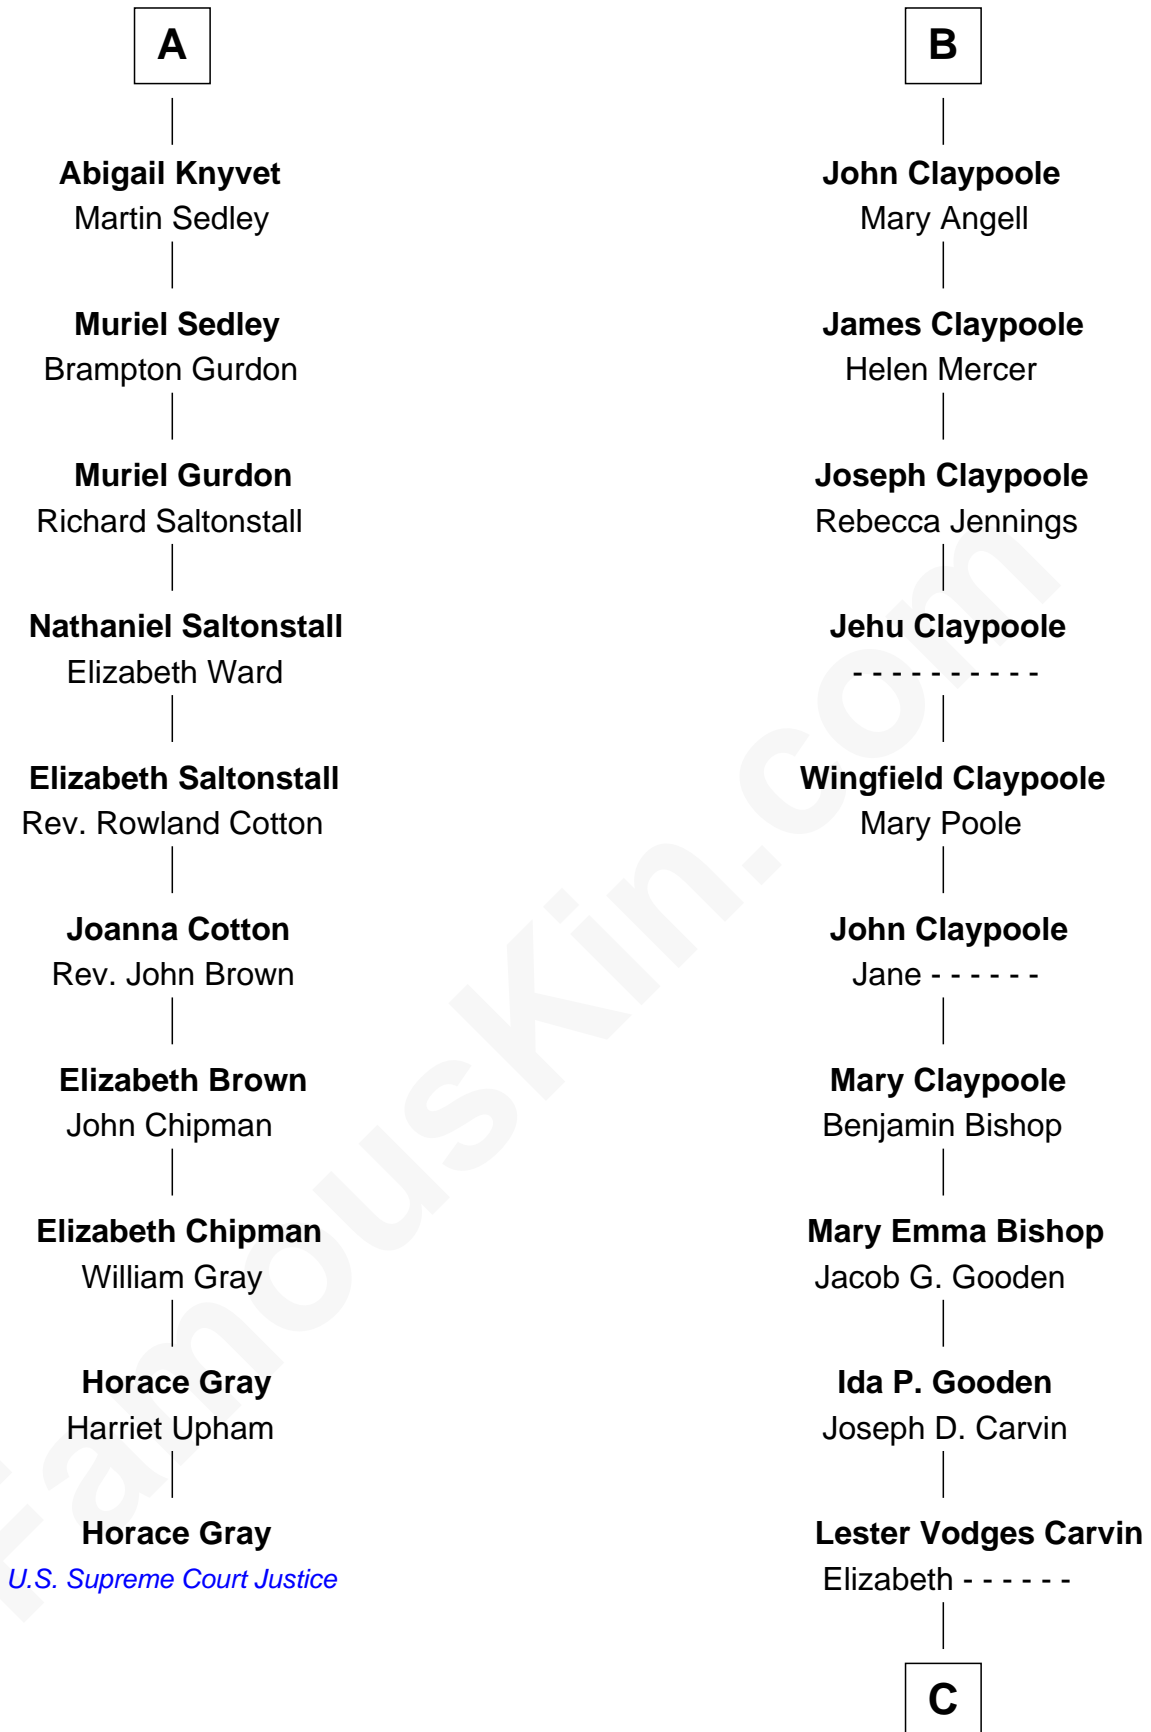 A
Abigail Knyvet
Martin Sedley
Muriel Sedley
Brampton Gurdon
Muriel Gurdon
Richard Saltonstall
Nathaniel Saltonstall
Elizabeth Ward
Elizabeth Saltonstall
Rev. Rowland Cotton
Joanna Cotton
Rev. John Brown
Elizabeth Brown
John Chipman
Elizabeth Chipman
William Gray
Horace Gray
Harriet Upham
Horace Gray
U.S. Supreme Court Justice
B
John Claypoole
Mary Angell
James Claypoole
Helen Mercer
Joseph Claypoole
Rebecca Jennings
Jehu Claypoole
- - - - - - - - - -
Wingfield Claypoole
Mary Poole
John Claypoole
Jane - - - - - -
Mary Claypoole
Benjamin Bishop
Mary Emma Bishop
Jacob G. Gooden
Ida P. Gooden
Joseph D. Carvin
Lester Vodges Carvin
Elizabeth - - - - - -
C
FamousKin.com